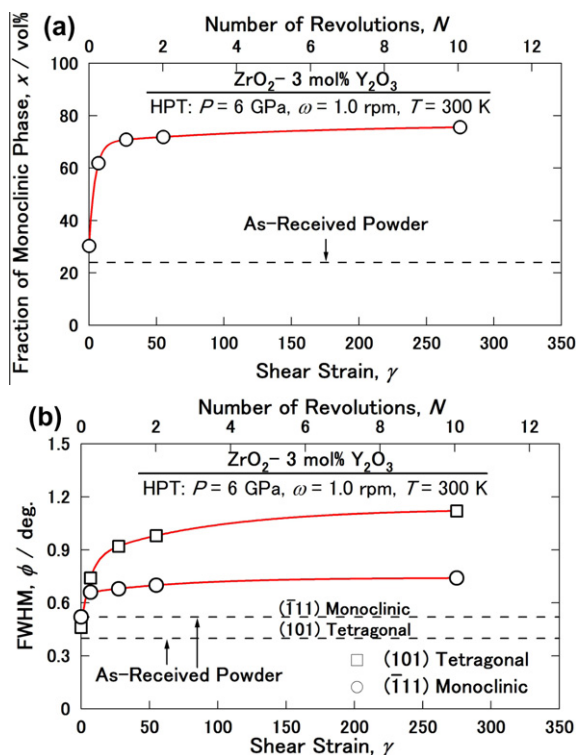 (a)
Number of Revolutions, N
0 2 4 6 8 10 12
ZrO₂– 3 mol% Y₂O₃
HPT: P = 6 GPa, ω = 1.0 rpm, T = 300 K
Fraction of Monoclinic Phase, x / vol%
100
80
60
40
20
0
As-Received Powder
0 50 100 150 200 250 300 350
Shear Strain, γ
(b)
Number of Revolutions, N
0 2 4 6 8 10 12
ZrO₂– 3 mol% Y₂O₃
HPT: P = 6 GPa, ω = 1.0 rpm, T = 300 K
FWHM, ϕ / deg.
1.5
1.2
0.9
0.6
0.3
0.0
(1̅11) Monoclinic
(101) Tetragonal
As-Received Powder
(101) Tetragonal
(1̅11) Monoclinic
0 50 100 150 200 250 300 350
Shear Strain, γ